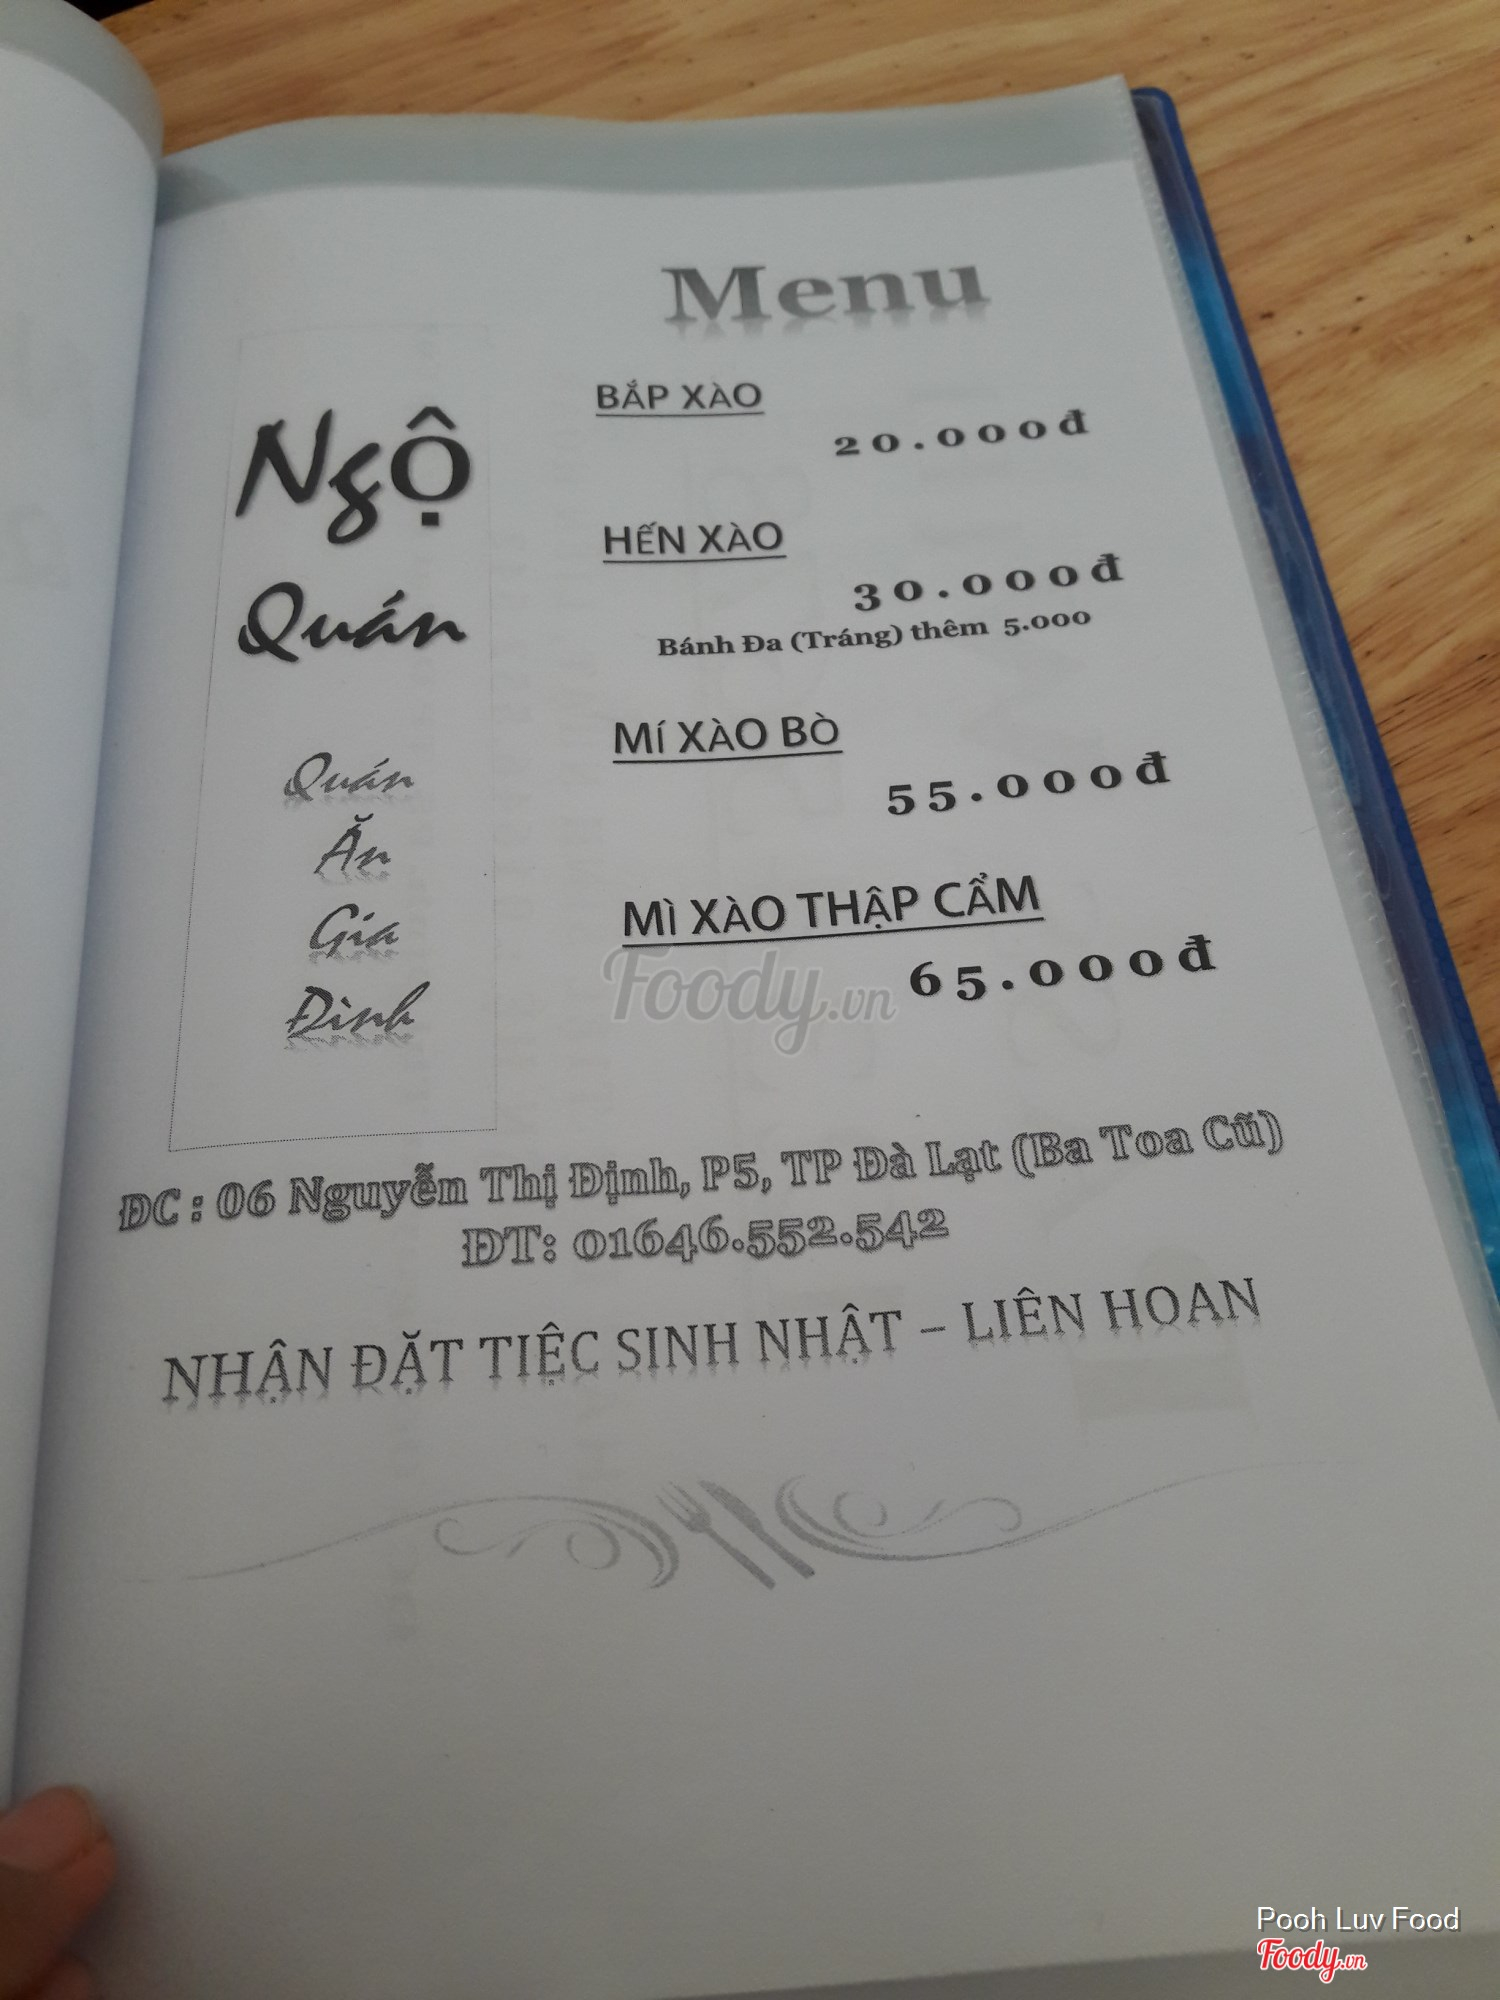 Menu
Ngộ
Quán
Quán
Ăn
Gia
Đình
BẮP XÀO
20.000đ
HẾN XÀO
30.000đ
Bánh Đa (Tráng) thêm 5.000
MÍ XÀO BÒ
55.000đ
MÌ XÀO THẬP CẨM
65.000đ
Foody.vn
ĐC : 06 Nguyễn Thị Định, P5, TP Đà Lạt (Ba Toa Cũ)
ĐT: 01646.552.542
NHẬN ĐẶT TIỆC SINH NHẬT – LIÊN HOAN
Pooh Luv Food
Foody.vn